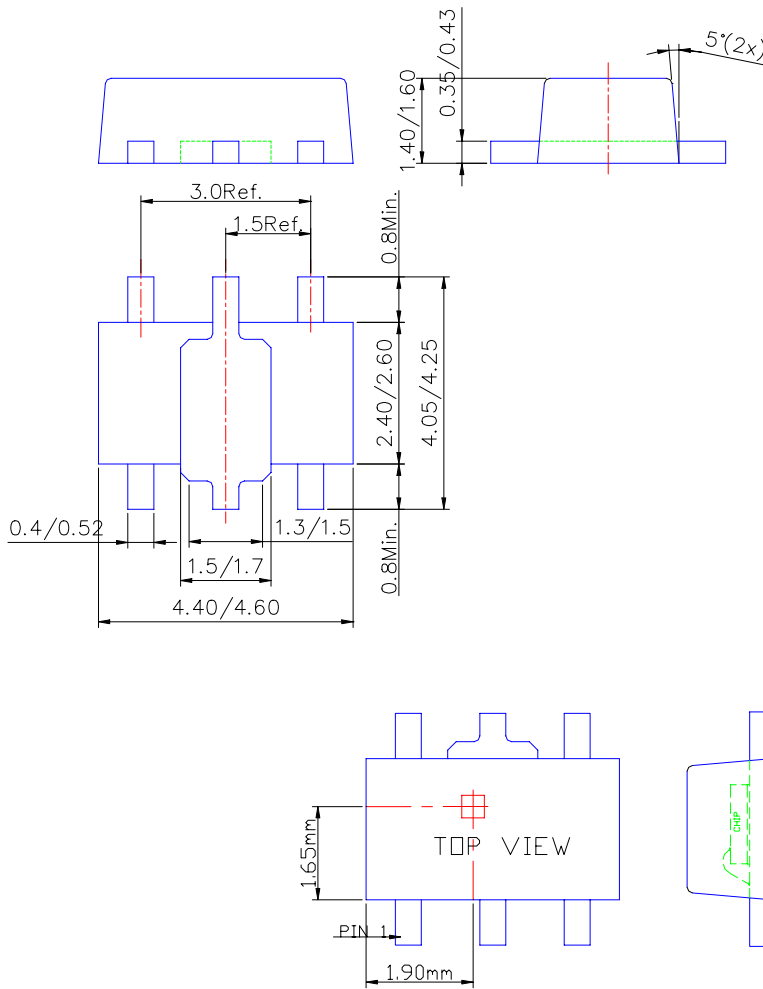 5°(2x)
0.35/0.43
1.40/1.60
3.0Ref.
1.5Ref.
0.8Min.
2.40/2.60
4.05/4.25
0.4/0.52
1.3/1.5
0.8Min.
1.5/1.7
4.40/4.60
CHIP
TOP VIEW
1.65mm
PIN 1
1.90mm